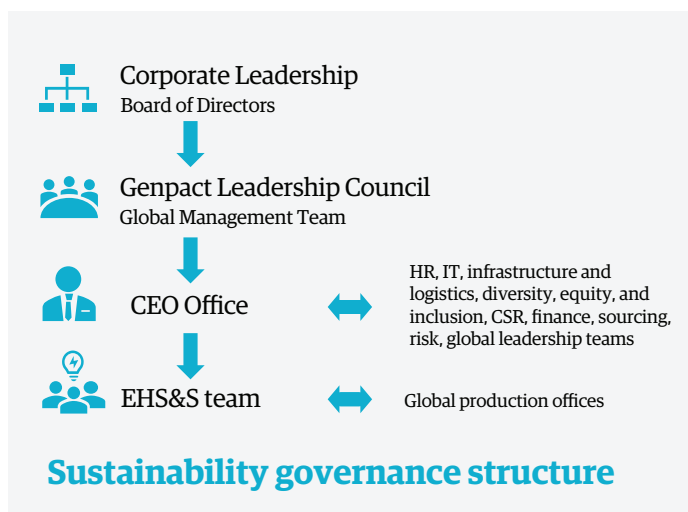 Corporate Leadership
Board of Directors
Genpact Leadership Council
Global Management Team
CEO Office
HR, IT, infrastructure and
logistics, diversity, equity, and
inclusion, CSR, finance, sourcing,
risk, global leadership teams
EHS&S team
Global production offices
Sustainability governance structure